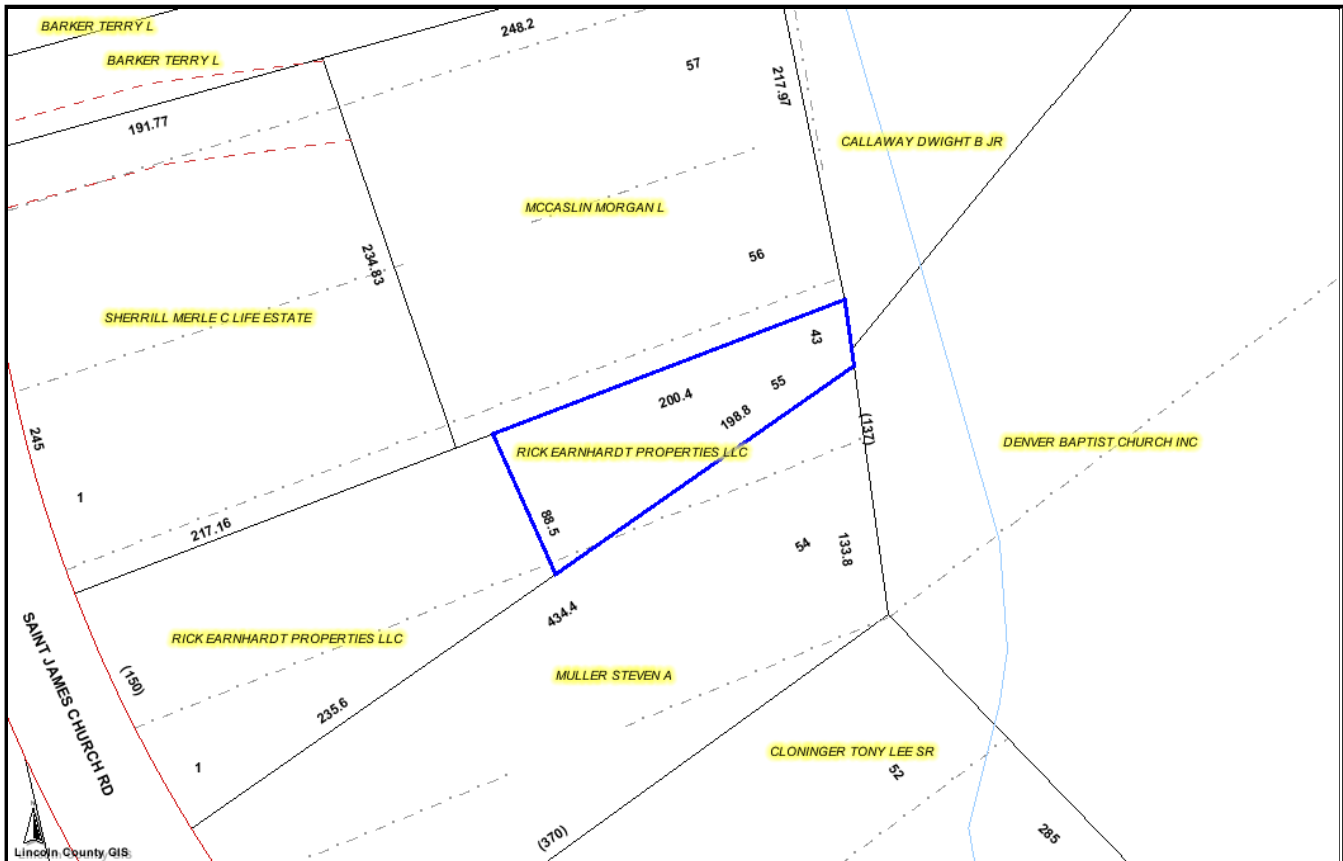 BARKER TERRY L
248.2
BARKER TERRY L
57
217.97
191.77
CALLAWAY DWIGHT B JR
MCCASLIN MORGAN L
234.83
56
SHERRILL MERLE C LIFE ESTATE
43
55
200.4
198.8
245
(137)
DENVER BAPTIST CHURCH INC
RICK EARNHARDT PROPERTIES LLC
1
217.16
88.5
54
133.8
434.4
RICK EARNHARDT PROPERTIES LLC
SAINT JAMES CHURCH RD
(150)
MULLER STEVEN A
235.6
CLONINGER TONY LEE SR
1
52
(370)
285
Lincoln County GIS